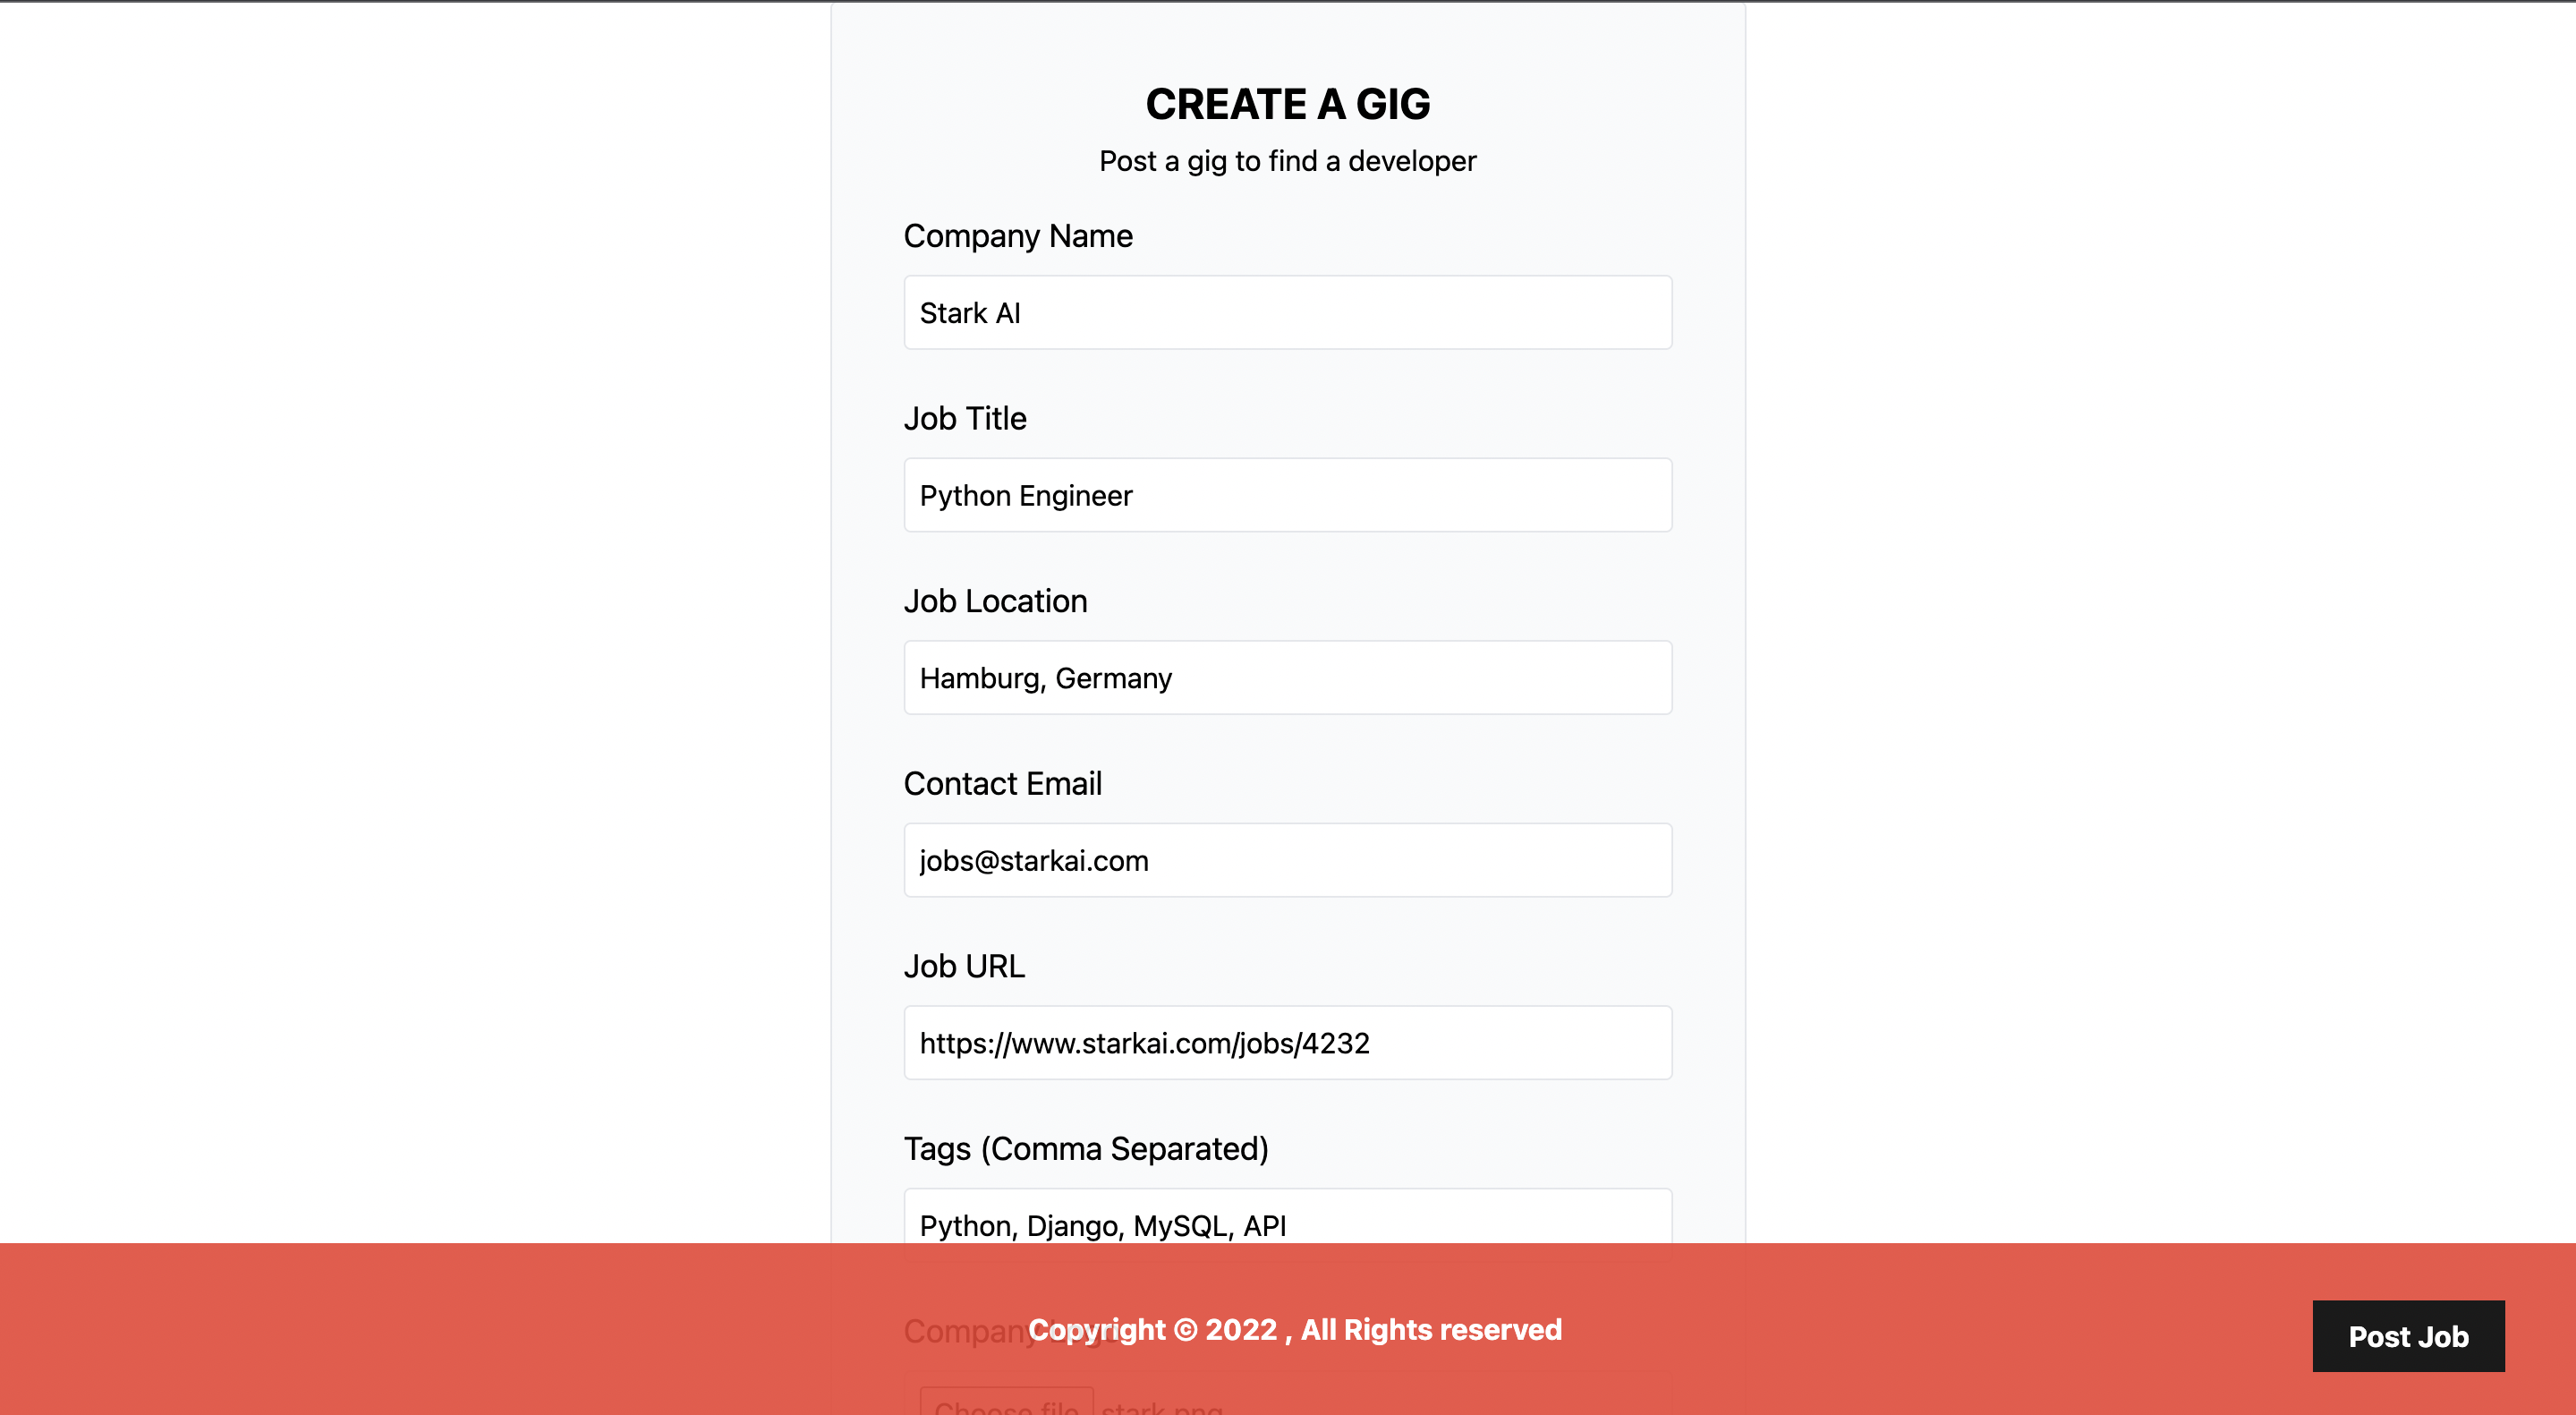 CREATE A GIG
Post a gig to find a developer
Company Name
Stark AI
Job Title
Python Engineer
Job Location
Hamburg, Germany
Contact Email
jobs@starkai.com
Job URL
https://www.starkai.com/jobs/4232
Tags (Comma Separated)
Python, Django, MySQL, API
Company
Copyright © 2022 , All Rights reserved
Post Job
Choose file stark.png